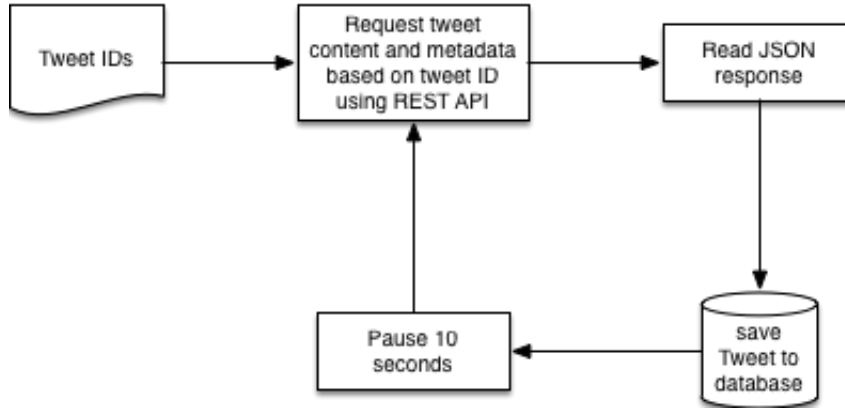 Tweet IDs
Request tweet
content and metadata
based on tweet ID
using REST API
Read JSON
response
save
Tweet to
database
Pause 10
seconds